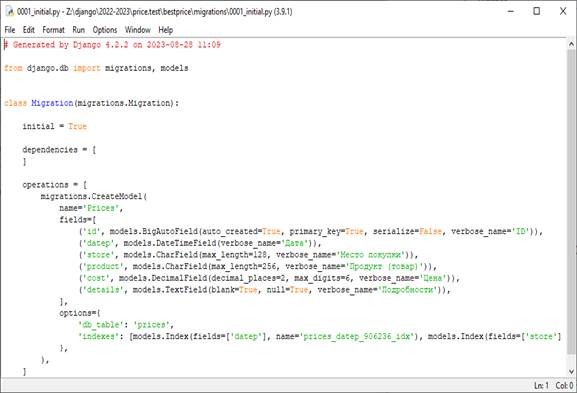 0001_initial.py - Z:\django\2022-2023\price.test\bestprice\migrations\0001_initial.py (3.9.1)
File Edit Format Run Options Window Help
# Generated by Django 4.2.2 on 2023-08-28 11:09
from django.db import migrations, models
class Migration(migrations.Migration):
initial = True
dependencies = [
]
operations = [
migrations.CreateModel(
name='Prices',
fields=[
('id', models.BigAutoField(auto_created=True, primary_key=True, serialize=False, verbose_name='ID')),
('datep', models.DateTimeField(verbose_name='Дата')),
('store', models.CharField(max_length=128, verbose_name='Место покупки')),
('product', models.CharField(max_length=256, verbose_name='Продукт (товар)')),
('cost', models.DecimalField(decimal_places=2, max_digits=6, verbose_name='Цена')),
('details', models.TextField(blank=True, null=True, verbose_name='Подробности')),
],
options={
'db_table': 'prices',
'indexes': [models.Index(fields=['datep'], name='prices_datep_906236_idx'), models.Index(fields=['store']
},
),
]
Ln: 1 Col: 0